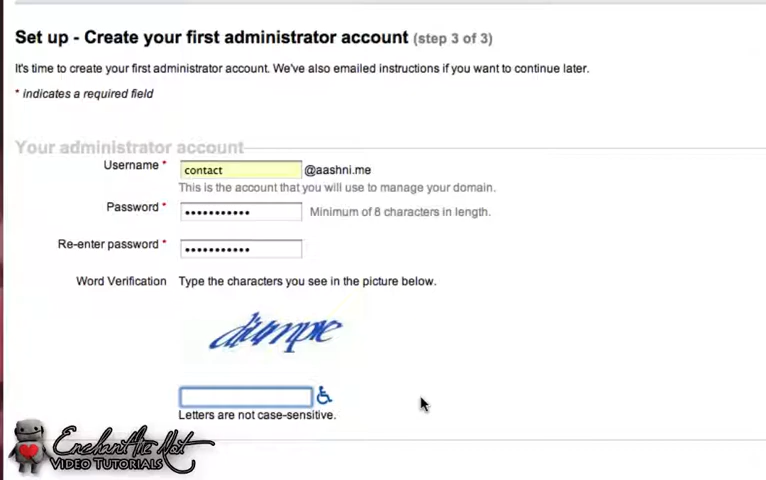 Set up - Create your first administrator account (step 3 of 3)
It's time to create your first administrator account. We've also emailed instructions if you want to continue later.
* indicates a required field
Your administrator account
Username * contact @aashni.me
This is the account that you will use to manage your domain.
Password * ••••••••••• Minimum of 8 characters in length.
Re-enter password * •••••••••••
Word Verification Type the characters you see in the picture below.
Letters are not case-sensitive.
VIDEO TUTORIALS